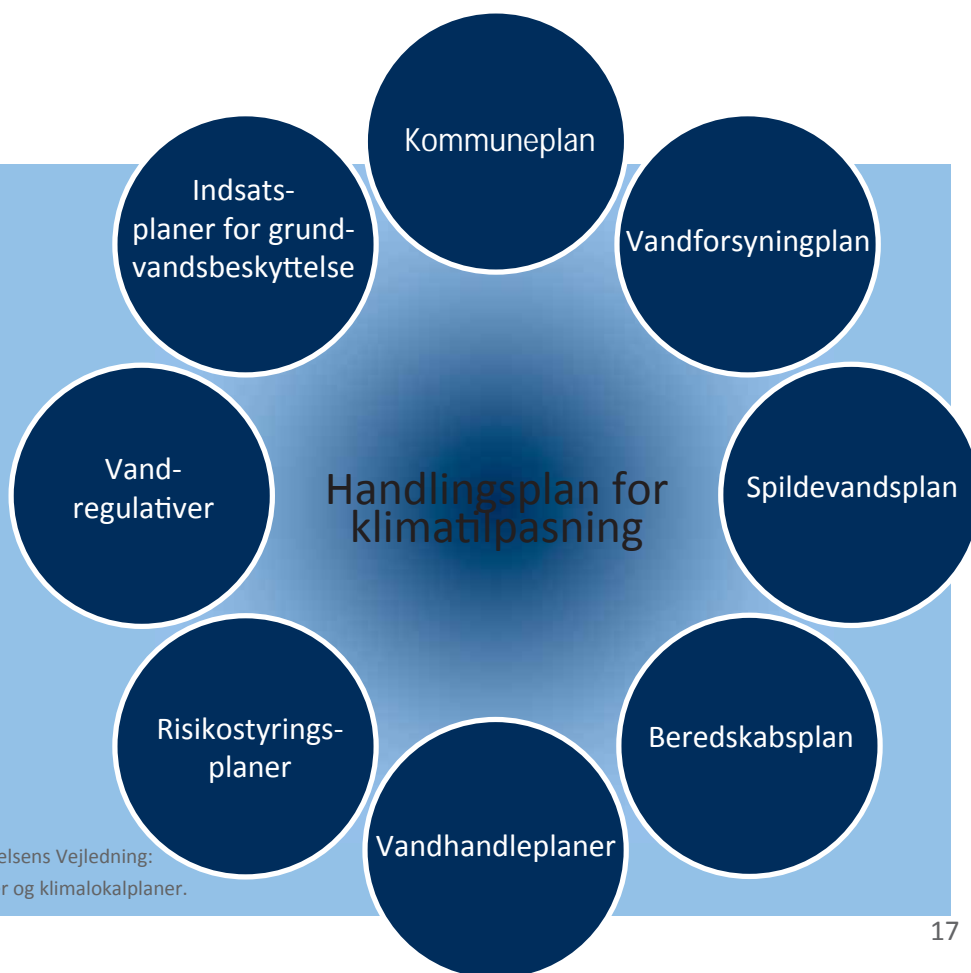 Kommuneplan
Indsats-
planer for grund-
vandsbeskyttelse
Vandforsyningplan
Vand-
regulativer
Handlingsplan for
klimatilpasning
Spildevandsplan
Risikostyrings-
planer
Beredskabsplan
Vandhandleplaner
elsens Vejledning:
er og klimalokalplaner.
17